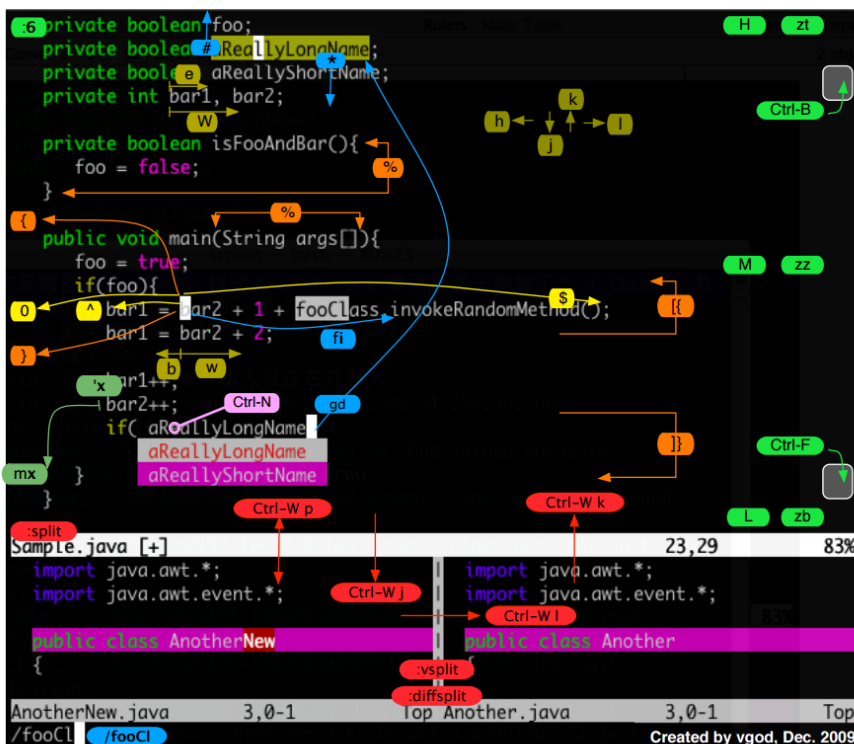 :6 private boolean foo; Rulers Make Table H zt
private boolean # aReallyLongName;
private boole e aReallyShortName; *
private int bar1, bar2; k Ctrl-B
W h l
j
private boolean isFooAndBar(){
foo = false; %
}
{ %
public void main(String args[]){
foo = true; M zz
if(foo){
0 ^ bar1 = bar2 + 1 + fooClass.invokeRandomMethod(); $ [{
bar1 = bar2 + 2; fi
} b w
'x bar1++;
bar2++; Ctrl-N gd
if( aReallyLongName ]} Ctrl-F
aReallyLongName
mx } aReallyShortName
} Ctrl-W p Ctrl-W k
L zb
:split
Sample.java [+] 23,29 83%
import java.awt.*; import java.awt.*;
import java.awt.event.*; Ctrl-W j import java.awt.event.*;
Ctrl-W l
public class AnotherNew public class Another
{ :vsplit {
:diffsplit
AnotherNew.java 3,0-1 Top Another.java 3,0-1 Top
/fooCl /fooCl Created by vgod, Dec. 2009